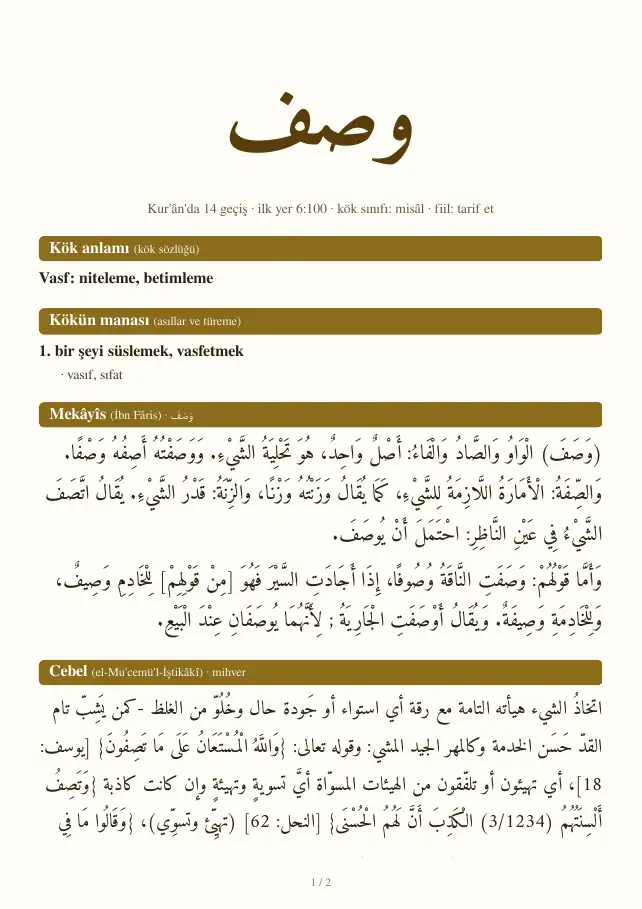 وصف
Kur'ân'da 14 geçiş · ilk yer 6:100 · kök sınıfı: misâl · fiil: tarif et
Kök anlamı (kök sözlüğü)
Vasf: niteleme, betimleme
Kökün manası (asıllar ve türeme)
1. bir şeyi süslemek, vasfetmek
· vasıf, sıfat
Mekâyîs (İbn Fâris) · وَصَفَ
(وَصَفَ) الْوَاوُ وَالصَّادُ وَالْفَاءُ: أَصْلٌ وَاحِدٌ، هُوَ تَحْلِيَةُ الشَّيْءِ. وَوَصَفْتُهُ أَصِفُهُ وَصْفًا.
وَالصِّفَةُ: الْأَمَارَةُ اللَّازِمَةُ لِلشَّيْءِ، كَمَا يُقَالُ وَزَنْتُهُ وَزْنًا، وَالزِّنَةُ: قَدْرُ الشَّيْءِ. يُقَالُ اتَّصَفَ
الشَّيْءُ فِي عَيْنِ النَّاظِرِ: احْتَمَلَ أَنْ يُوصَفَ.
وَأَمَّا قَوْلُهُمْ: وَصَفَتِ النَّاقَةُ وُصُوفًا، إِذَا أَجَادَتِ السَّيْرَ فَهُوَ [مِنْ قَوْلِهِمْ] لِلْخَادِمِ وَصِيفٌ،
وَلِلْخَادِمَةِ وَصِيفَةٌ. وَيُقَالُ أَوْصَفَتِ الْجَارِيَةُ ; لِأَنَّهُمَا يُوصَفَانِ عِنْدَ الْبَيْعِ.
Cebel (el-Mu'cemü'l-İştikâkî) · mihver
اتخاذُ الشيء هيأته التامة مع رقة أي استواء أو جَودة حال وخُلُوّ من الغلظ -كمن يَشِبّ تام
القدّ حَسَن الخدمة وكالمهر الجيد المشي: وقوله تعالى: {وَاللَّهُ الْمُسْتَعَانُ عَلَى مَا تَصِفُونَ} [يوسف:
18]، أي تهيئون أو تلفّقون من الهيئات المسوّاة أيَّ تسويةٍ وتهيئةٍ وإن كانت كاذبة {وَتَصِفُ
أَلْسِنَتُهُمُ (3/1234) الْكَذِبَ أَنَّ لَهُمُ الْحُسْنَى} [النحل: 62] (تهيِّئ وتسوِّي)، {وَقَالُوا مَا فِي
1 / 2